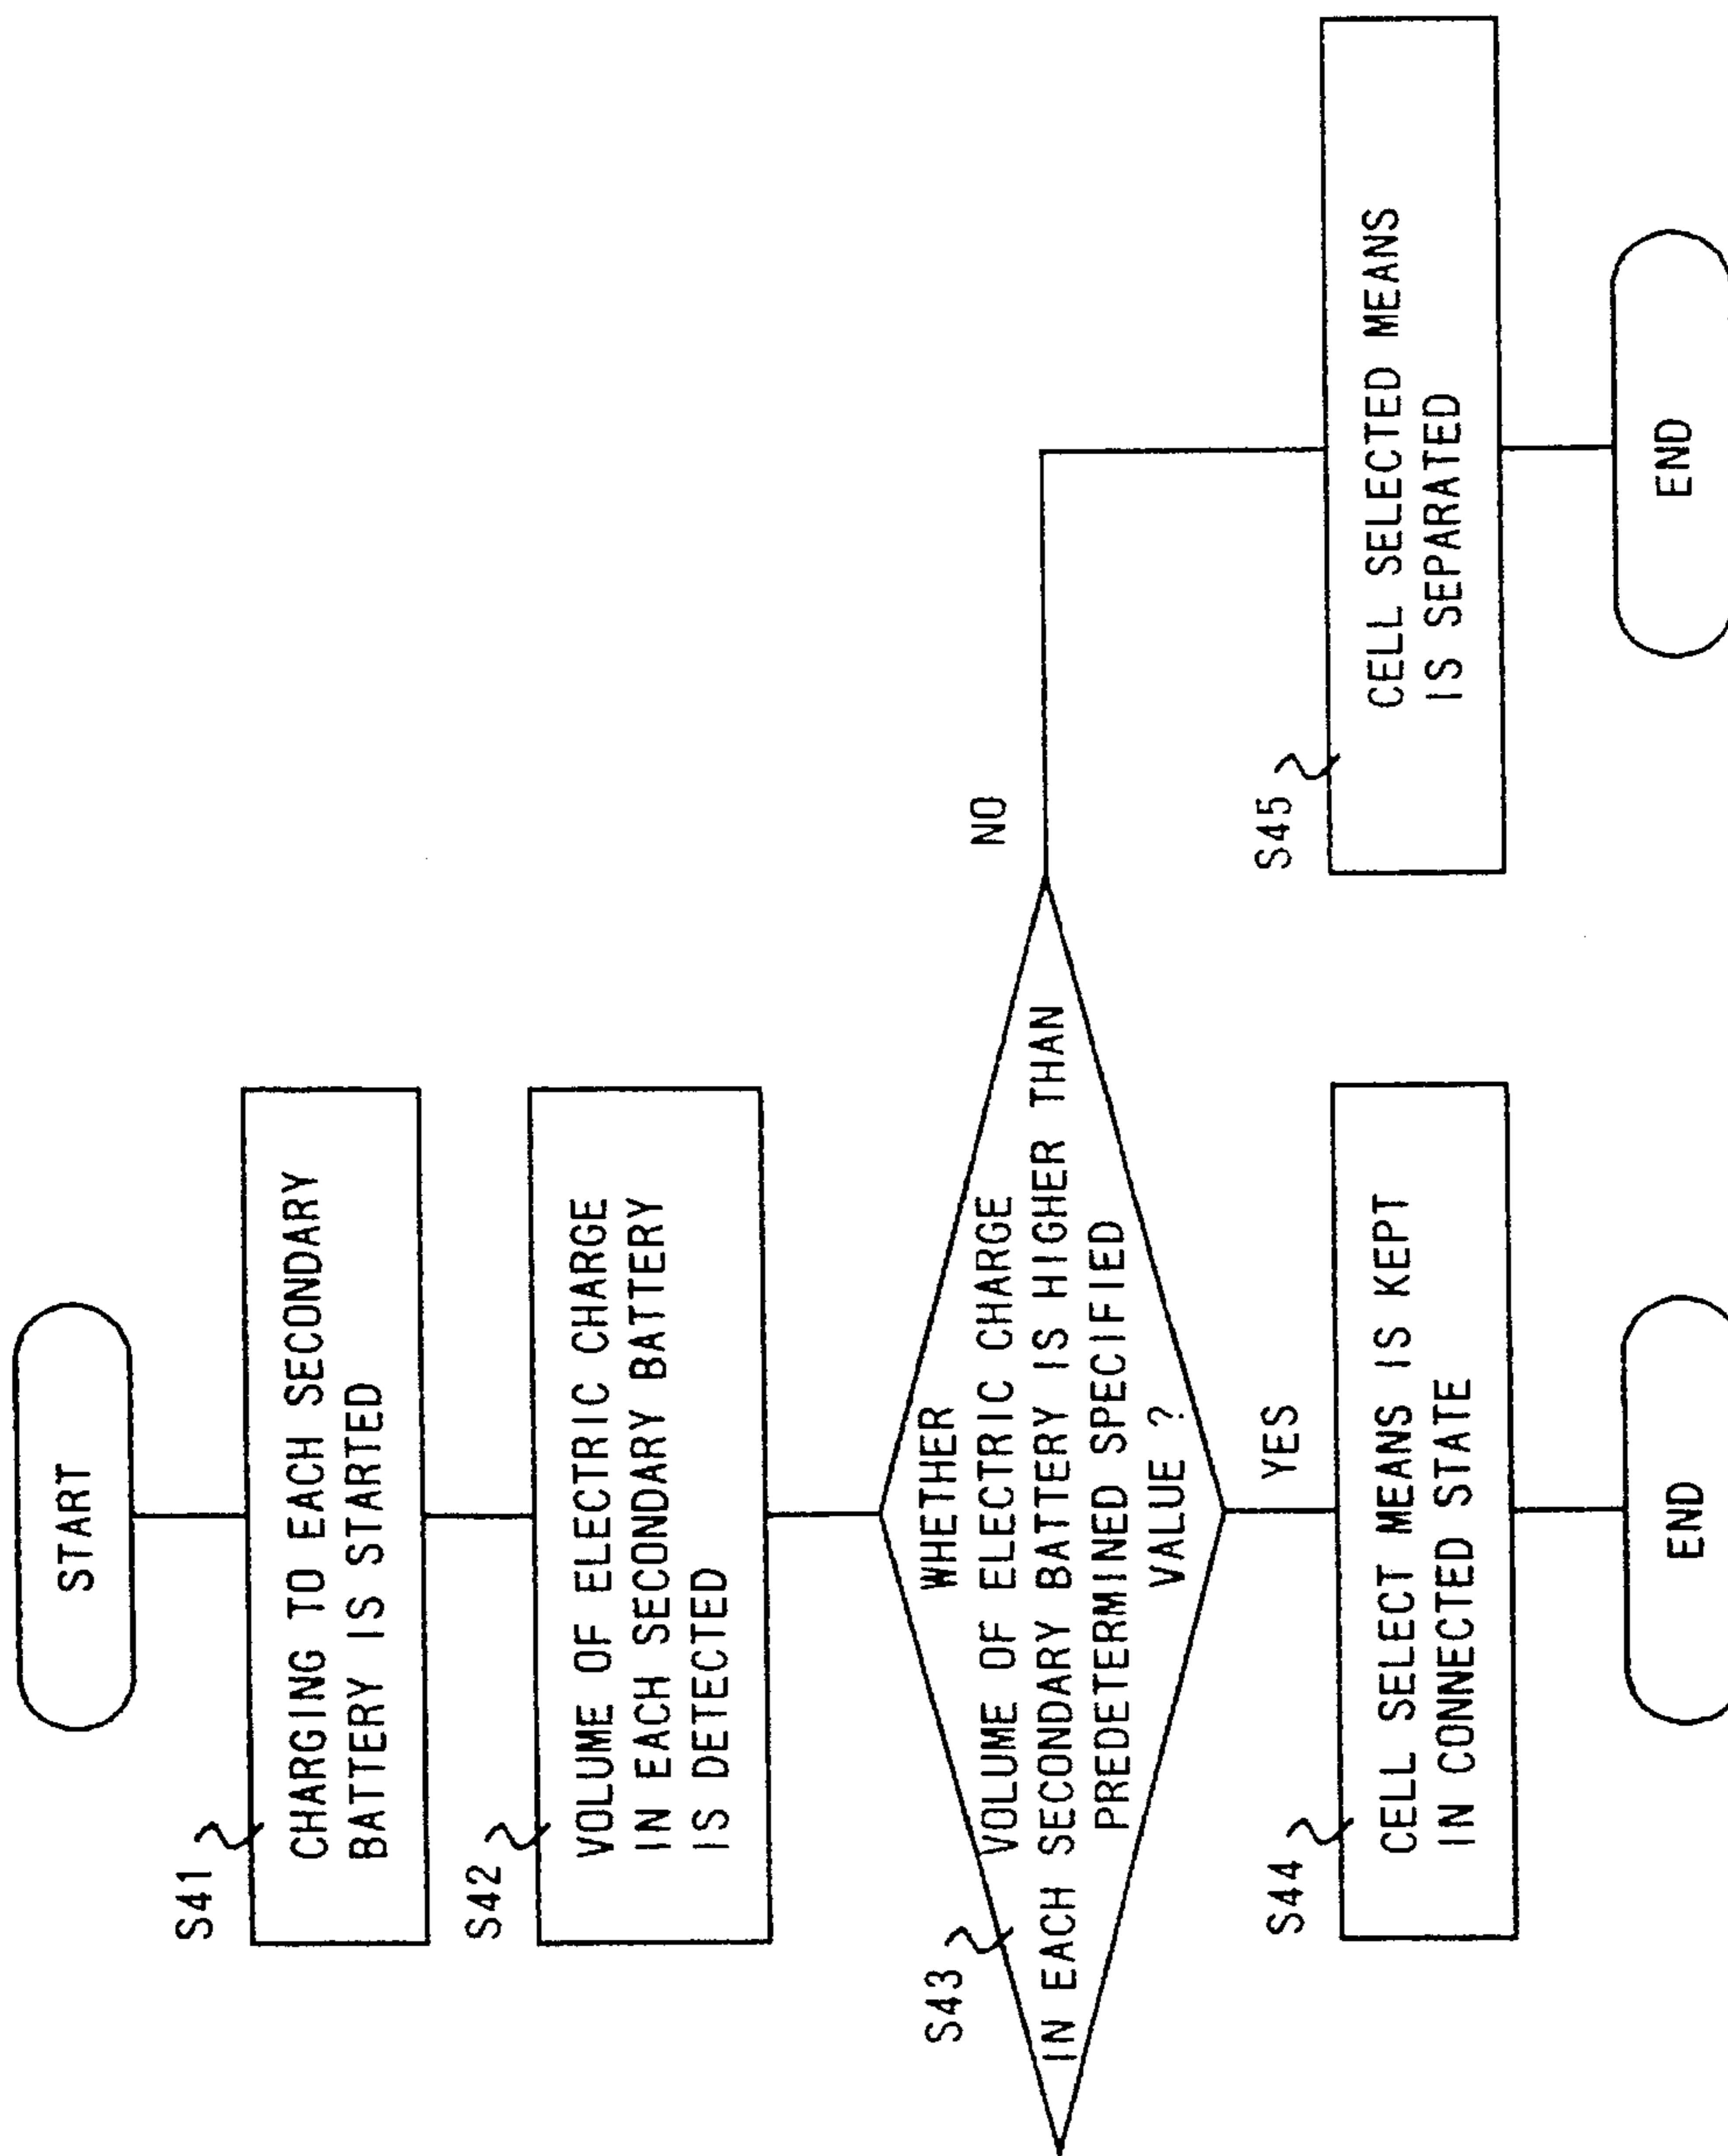 START
S41
CHARGING TO EACH SECONDARY
BATTERY IS STARTED
S42
VOLUME OF ELECTRIC CHARGE
IN EACH SECONDARY BATTERY
IS DETECTED
S43
WHETHER
VOLUME OF ELECTRIC CHARGE
IN EACH SECONDARY BATTERY IS HIGHER THAN
PREDETERMINED SPECIFIED
VALUE ?
NO
YES
S44
CELL SELECT MEANS IS KEPT
IN CONNECTED STATE
END
S45
CELL SELECTED MEANS
IS SEPARATED
END